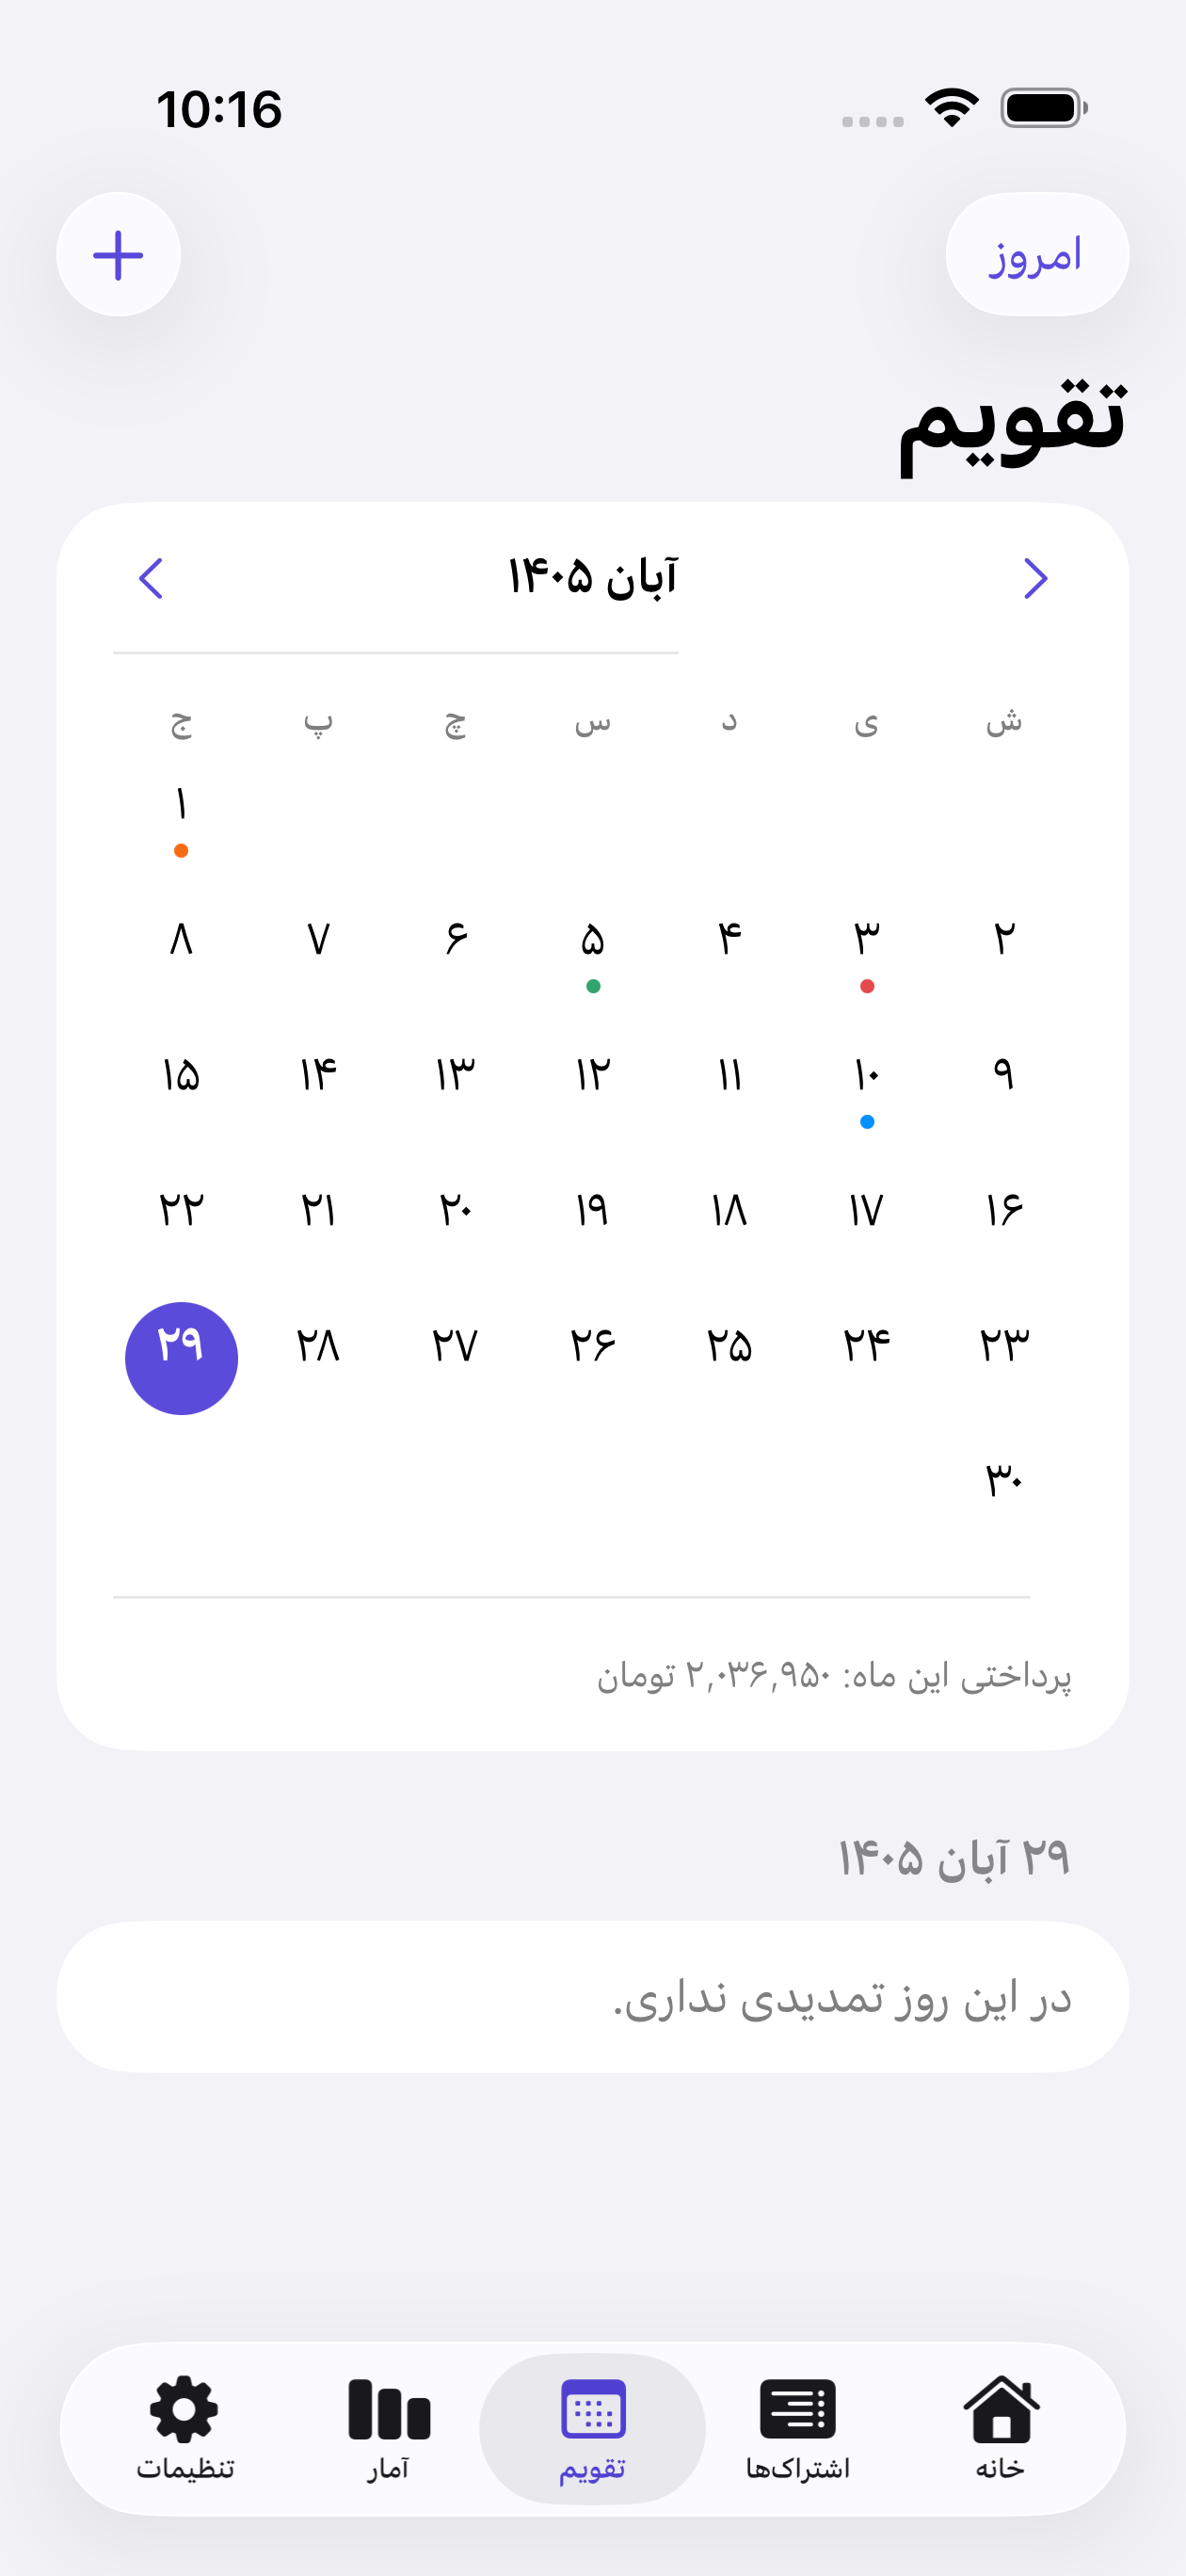 10:16
امروز
تقویم
آبان ۱۴۰۵
ش ی د س چ پ ج
۱
۲ ۳ ۴ ۵ ۶ ۷ ۸
۹ ۱۰ ۱۱ ۱۲ ۱۳ ۱۴ ۱۵
۱۶ ۱۷ ۱۸ ۱۹ ۲۰ ۲۱ ۲۲
۲۳ ۲۴ ۲۵ ۲۶ ۲۷ ۲۸ ۲۹
۳۰
پرداختی این ماه: ۲,۰۳۶,۹۵۰ تومان
۲۹ آبان ۱۴۰۵
در این روز تمدیدی نداری.
خانه اشتراک‌ها تقویم آمار تنظیمات